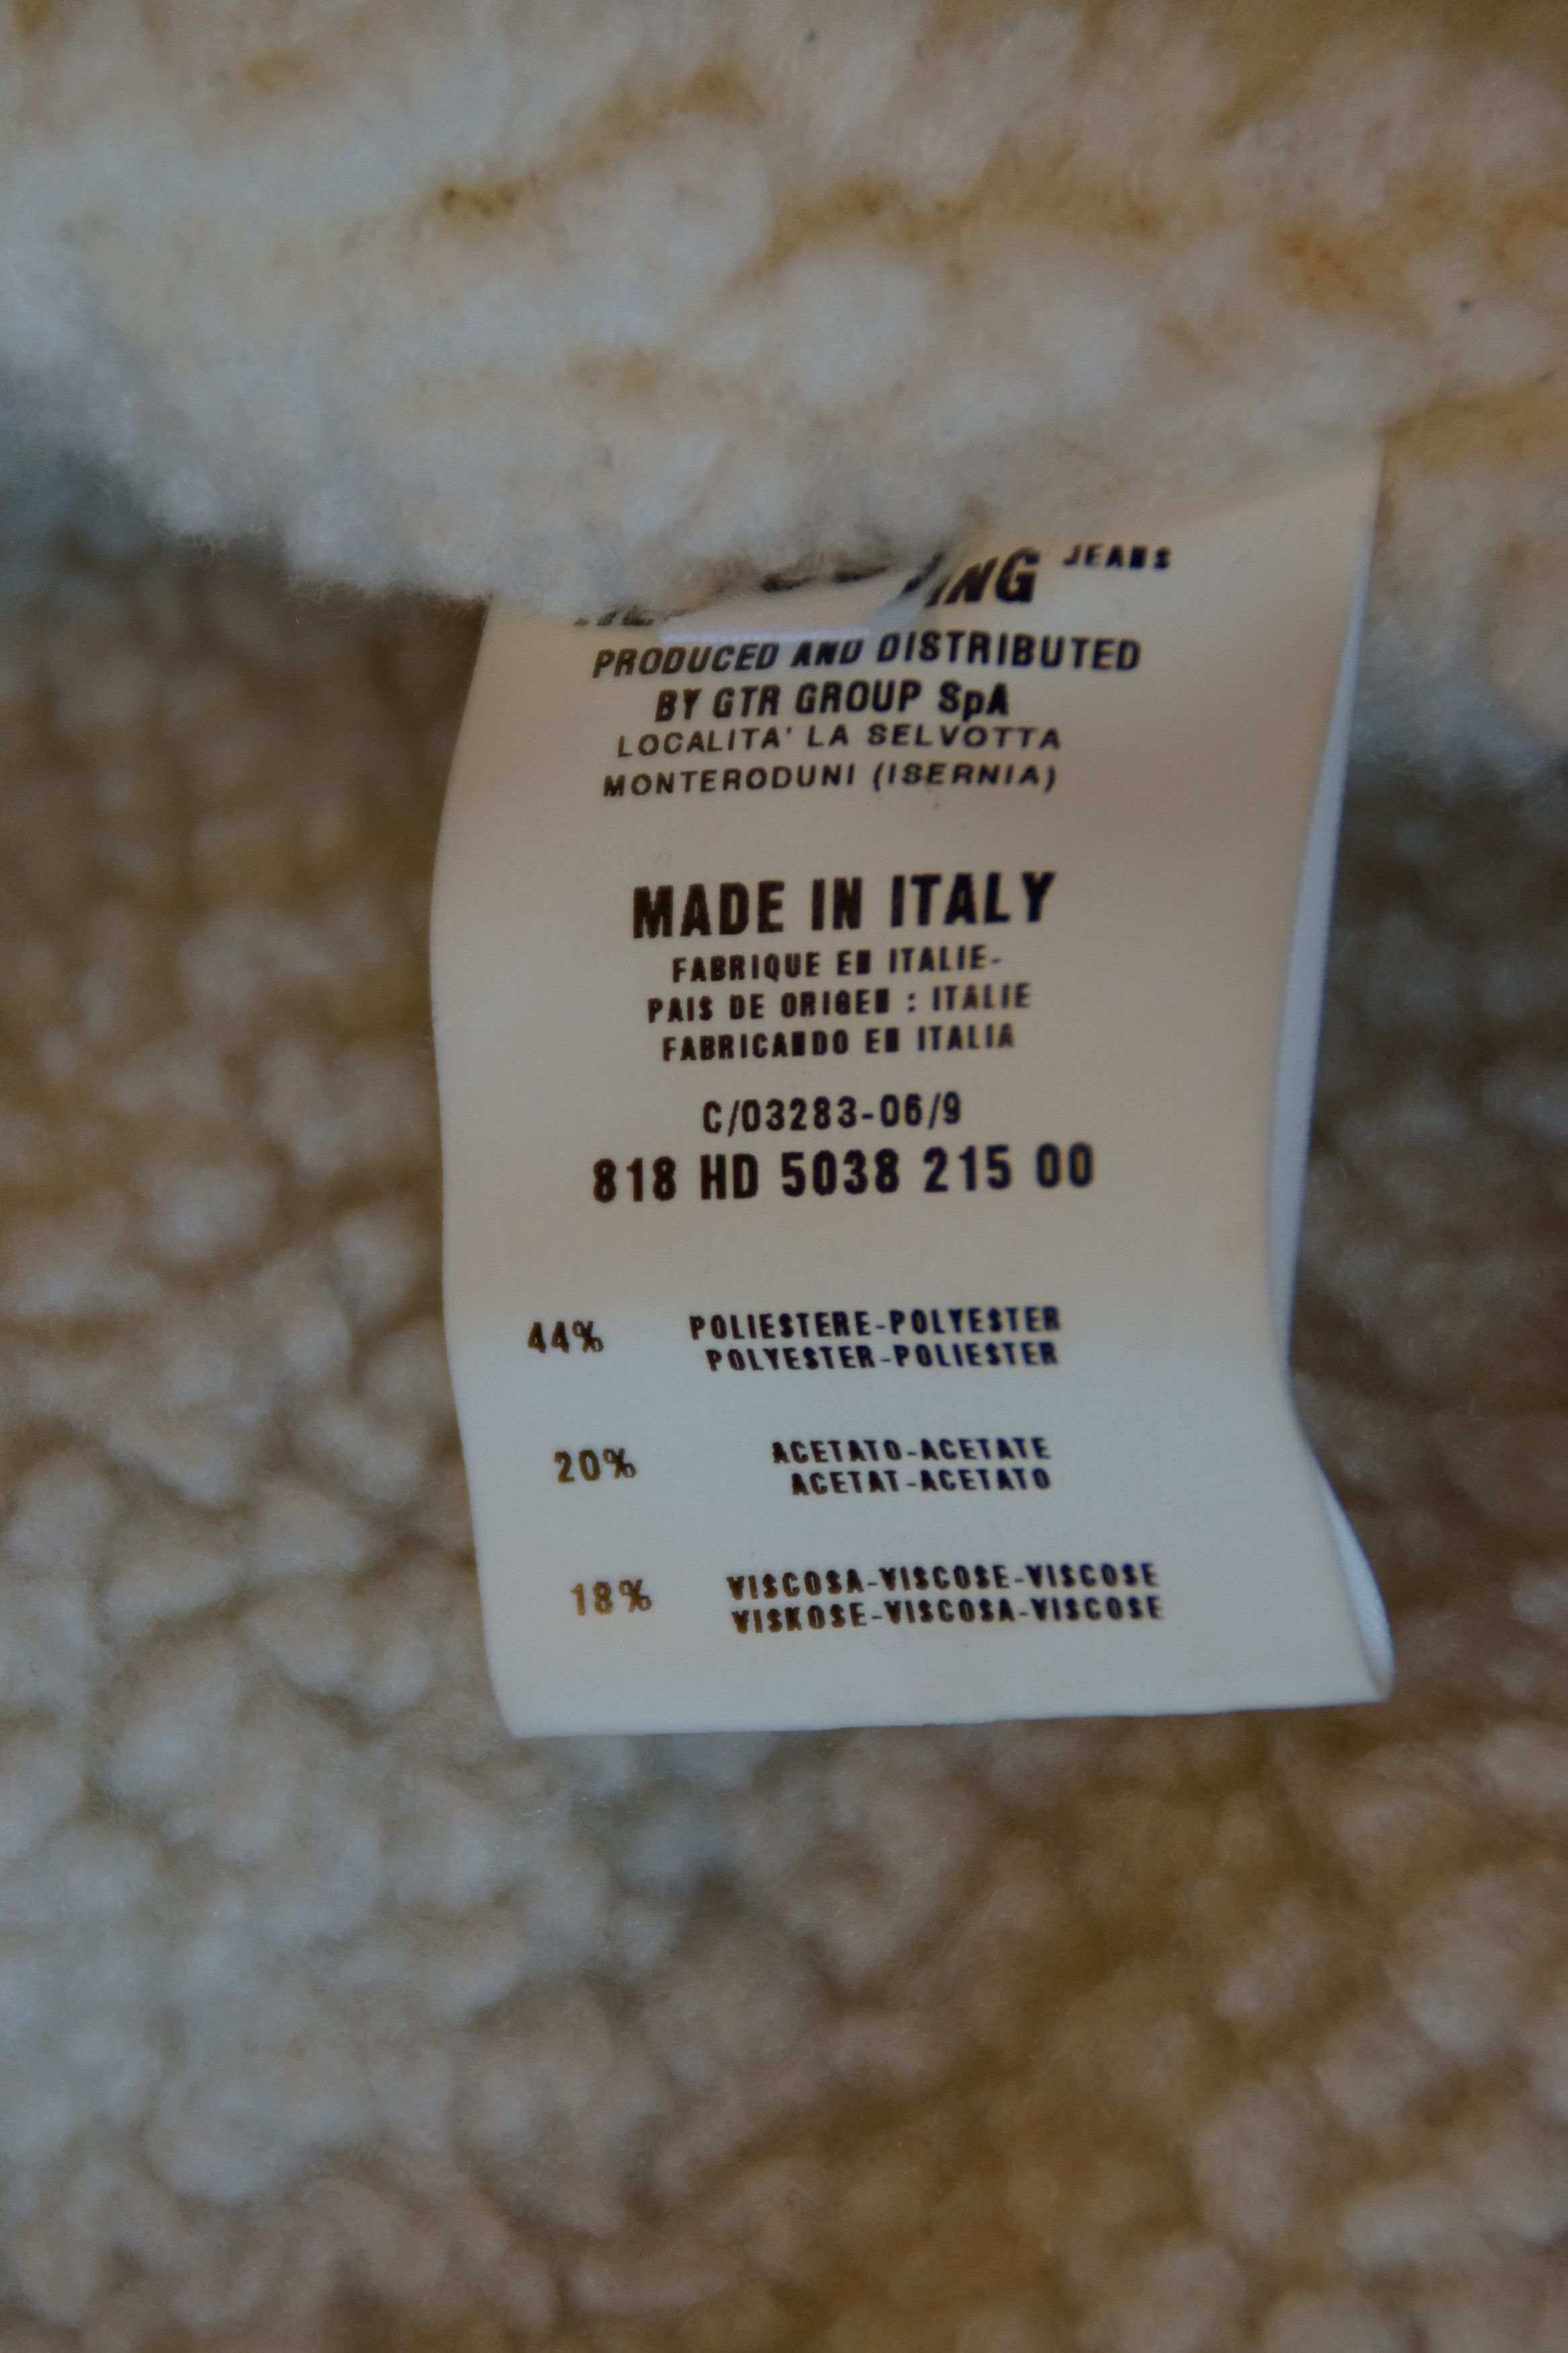 JEANS
PRODUCED AND DISTRIBUTED
BY GTR GROUP SpA
LOCALITA' LA SELVOTTA
MONTERODUNI (ISERNIA)
MADE IN ITALY
FABRIQUE EN ITALIE-
PAIS DE ORIGEN : ITALIE
FABRICANDO EN ITALIA
C/03283-06/9
818 HD 5038 215 00
44% POLIESTERE-POLYESTER
POLYESTER-POLIESTER
20% ACETATO-ACETATE
ACETAT-ACETATO
18% VISCOSA-VISCOSE-VISCOSE
VISKOSE-VISCOSA-VISCOSE